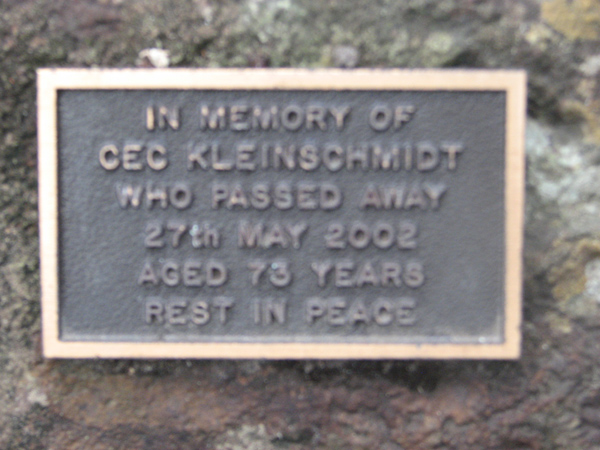 IN MEMORY OF
CEC KLEINSCHMIDT
WHO PASSED AWAY
27th MAY 2002
AGED 73 YEARS
REST IN PEACE